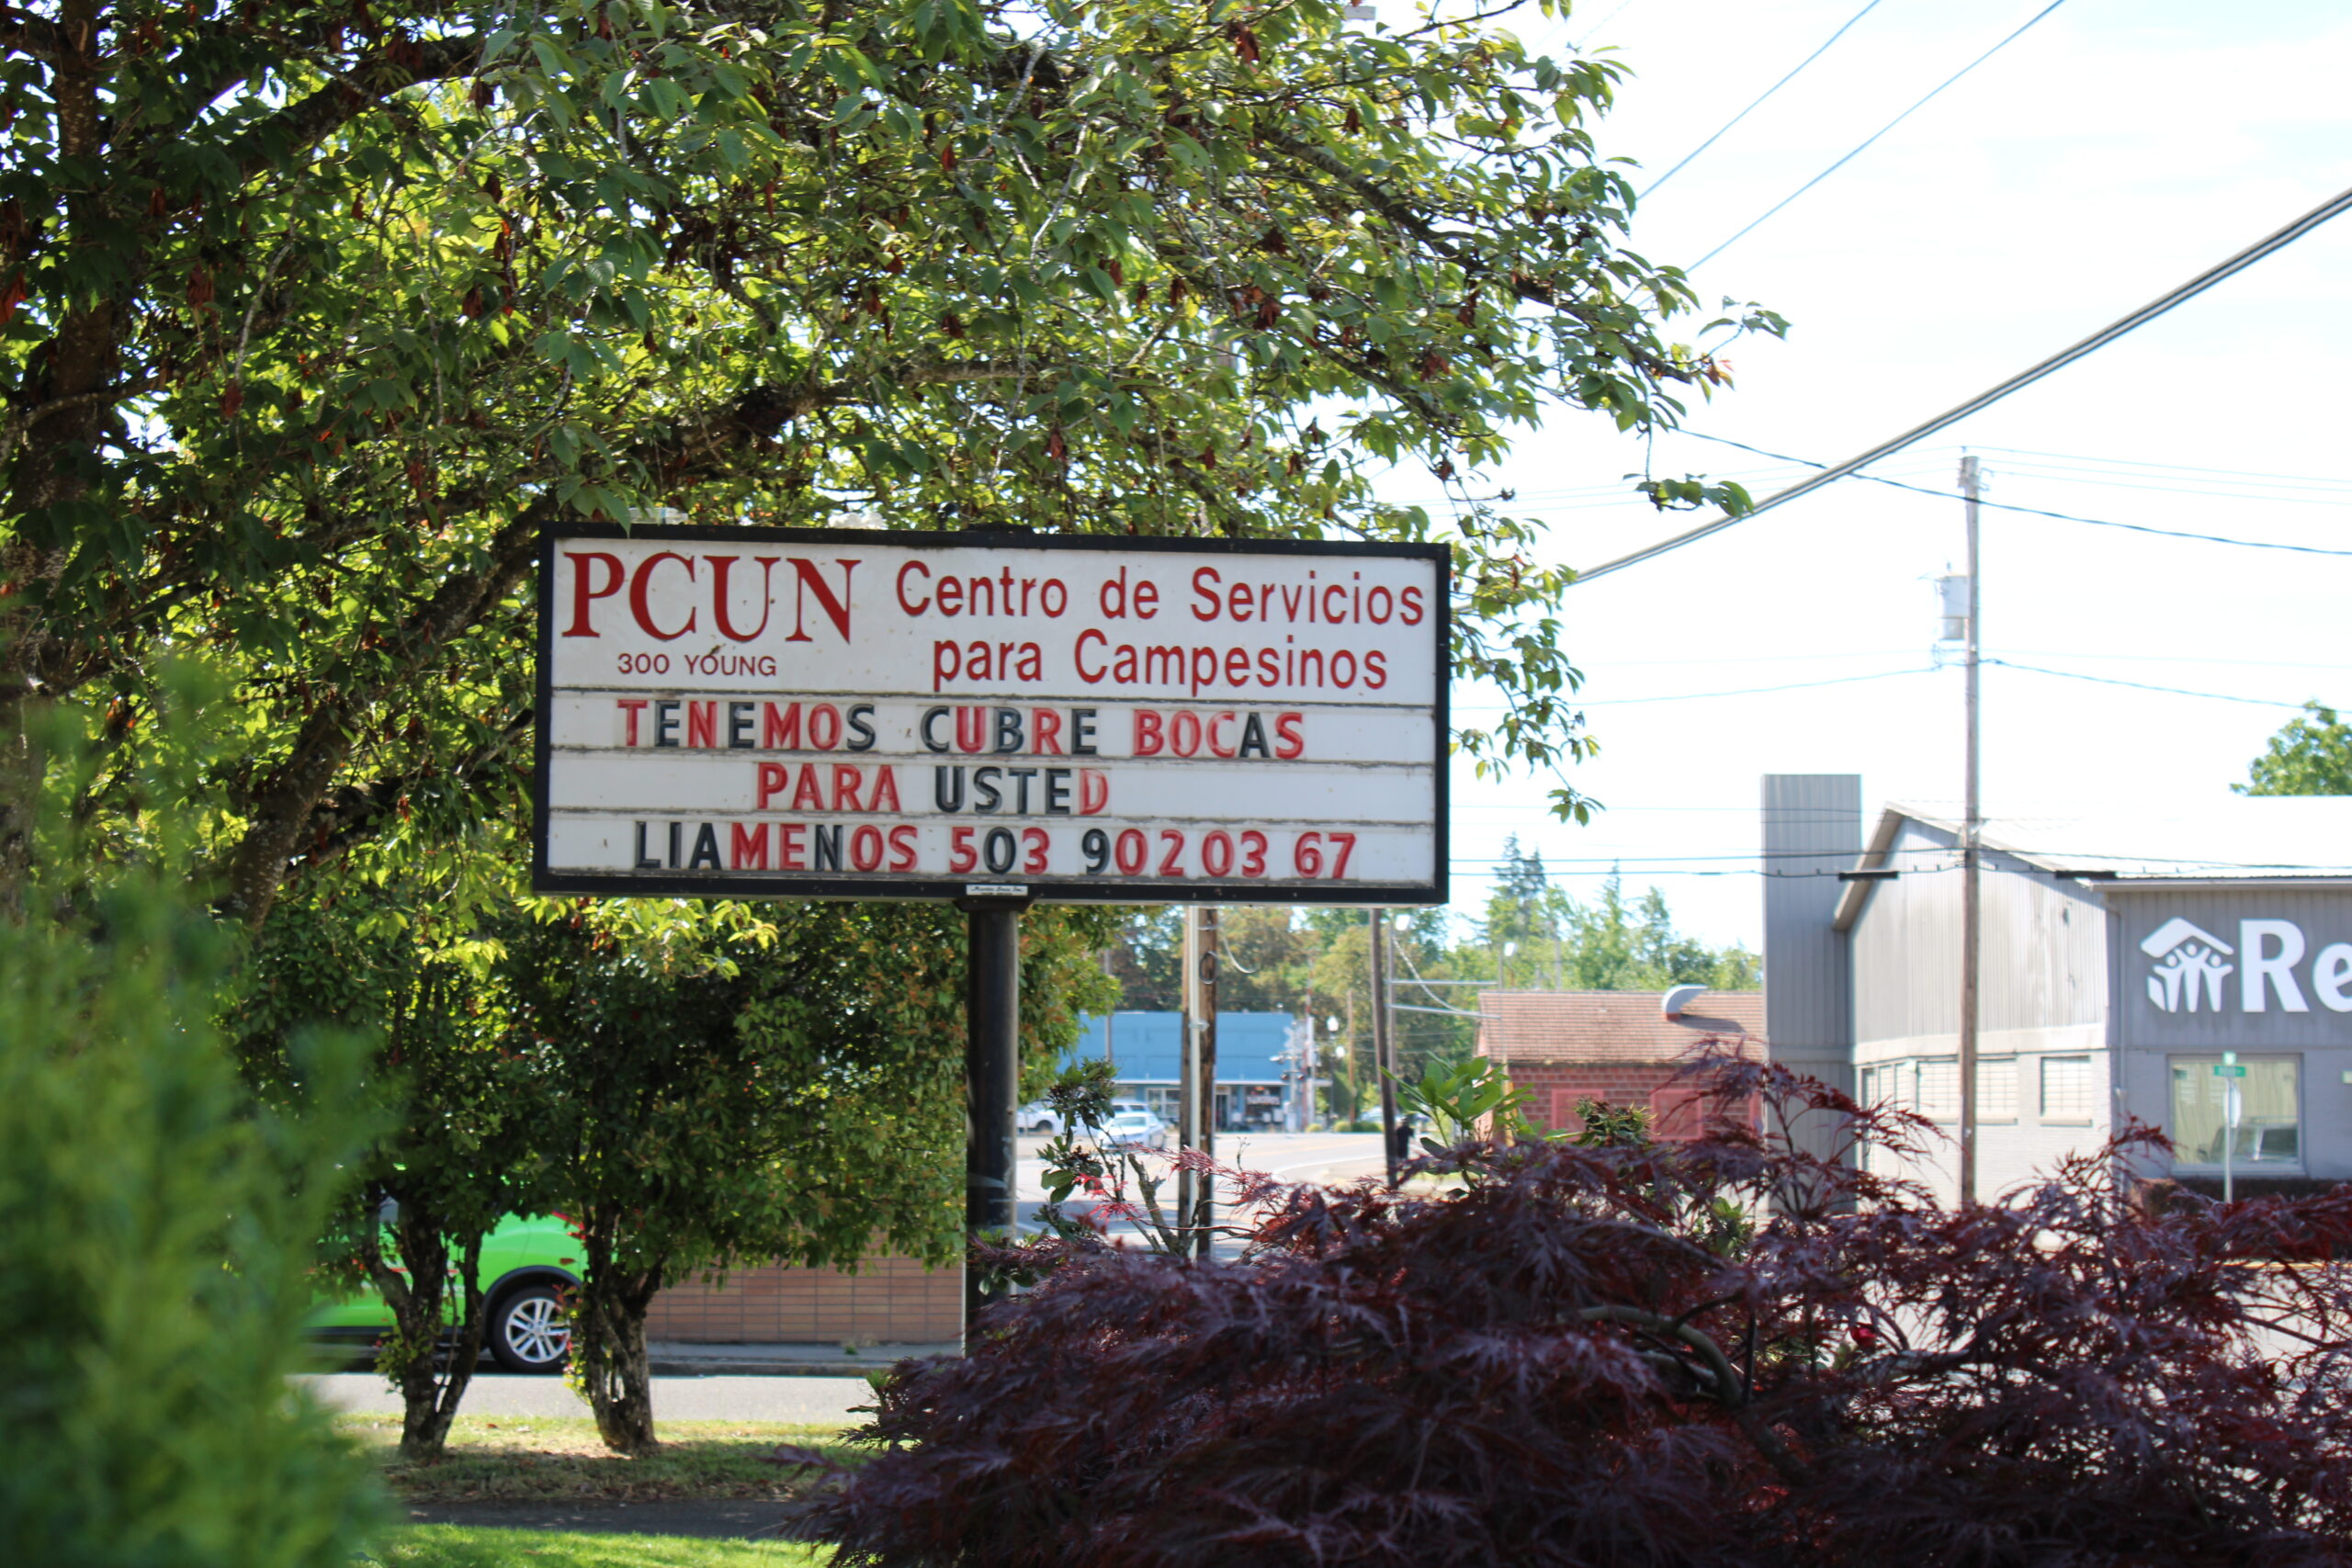 PCUN
300 YOUNG
Centro de Servicios
para Campesinos
TENEMOS CUBRE BOCAS
PARA USTED
LIAMENOS 503 902 03 67
Re